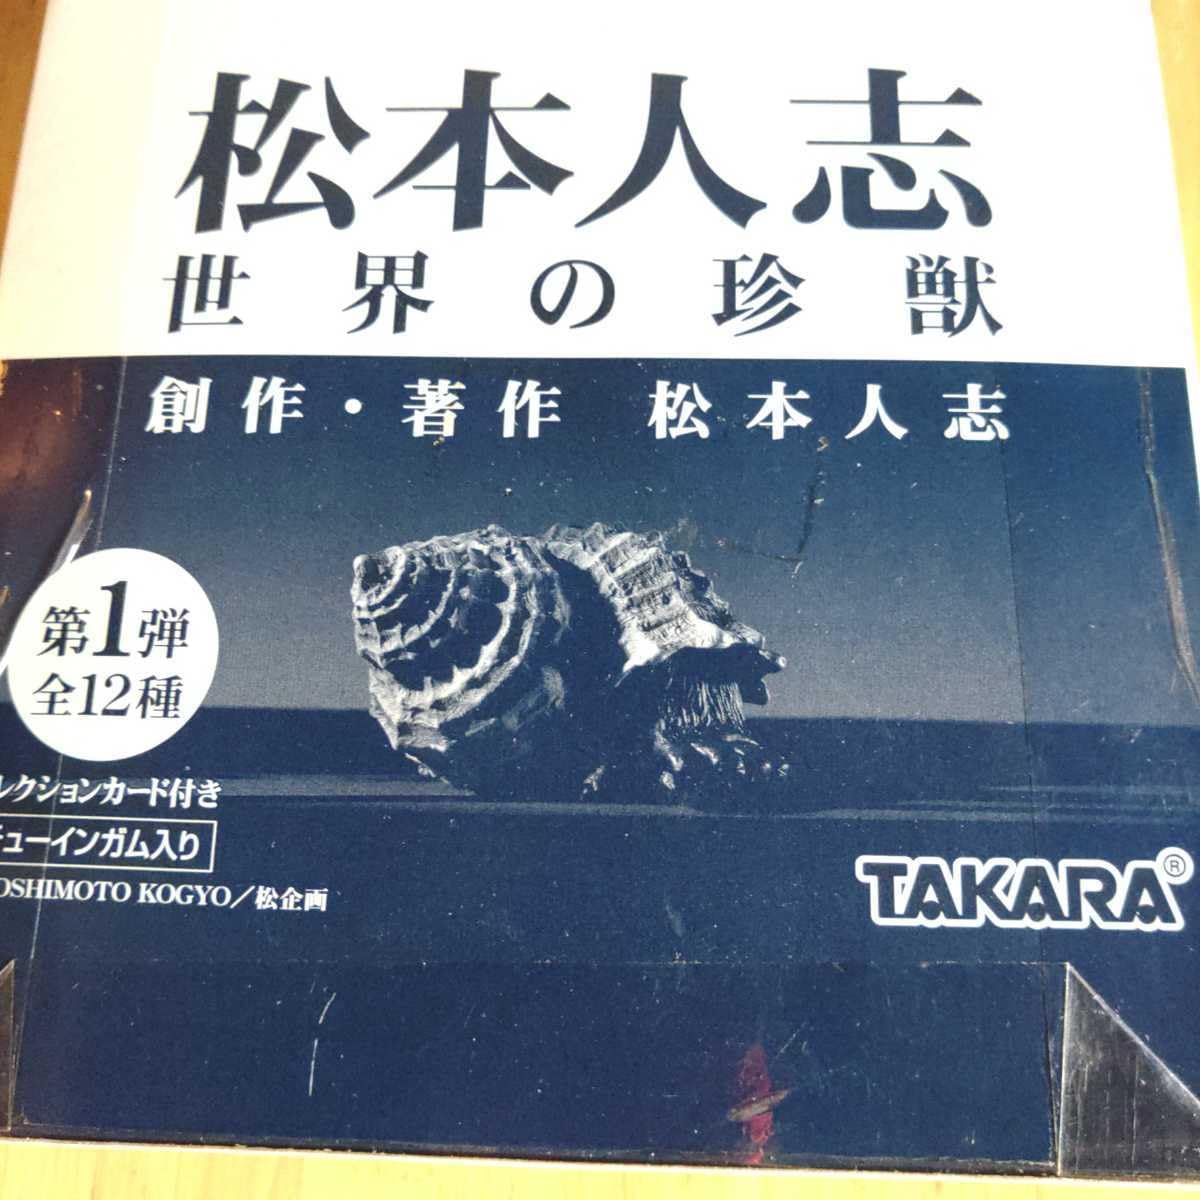 松本人志
世界の珍獣
創作・著作 松本人志
第1弾
全12種
レクションカード付き
チューインガム入り
OSHIMOTO KOGYO／松企画
TAKARA®